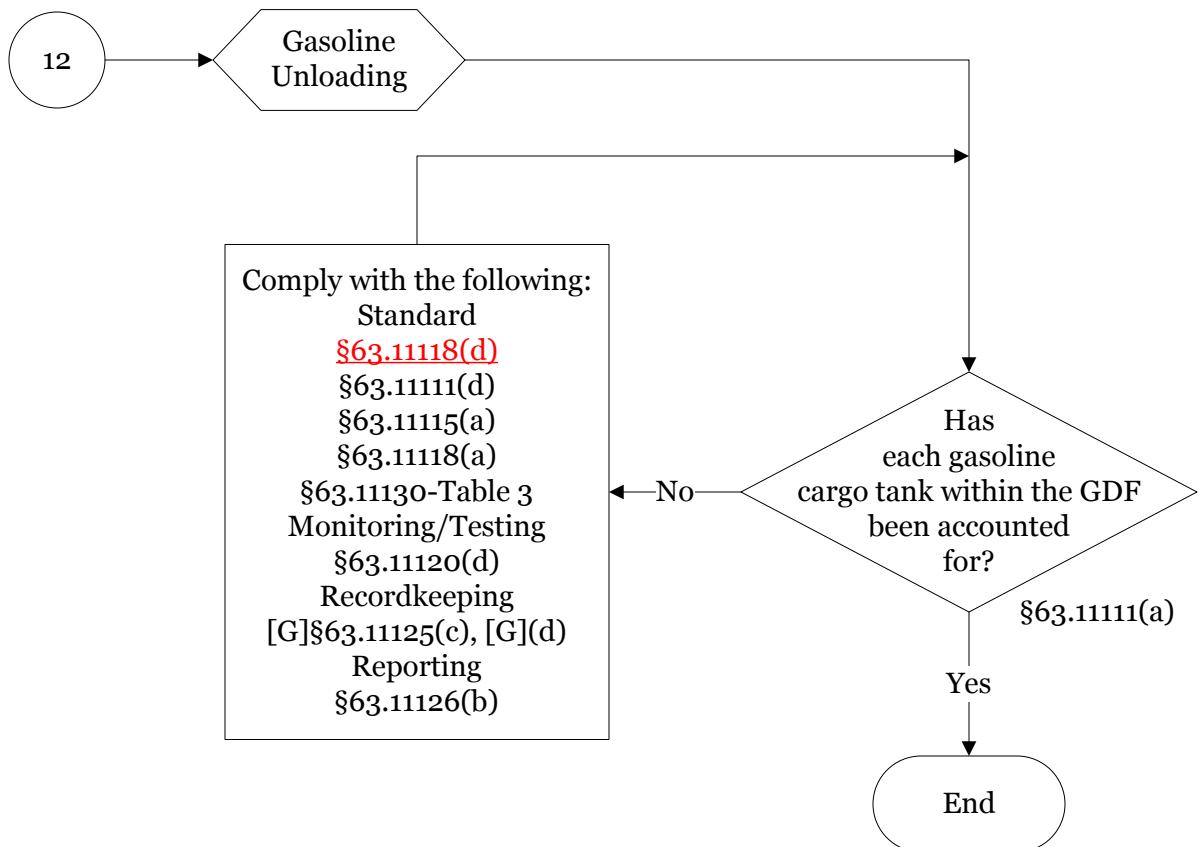 12
Gasoline
Unloading
Comply with the following:
Standard
§63.11118(d)
§63.11111(d)
§63.11115(a)
§63.11118(a)
§63.11130-Table 3
Monitoring/Testing
§63.11120(d)
Recordkeeping
[G]§63.11125(c), [G](d)
Reporting
§63.11126(b)
No
Has
each gasoline
cargo tank within the GDF
been accounted
for?
§63.11111(a)
Yes
End